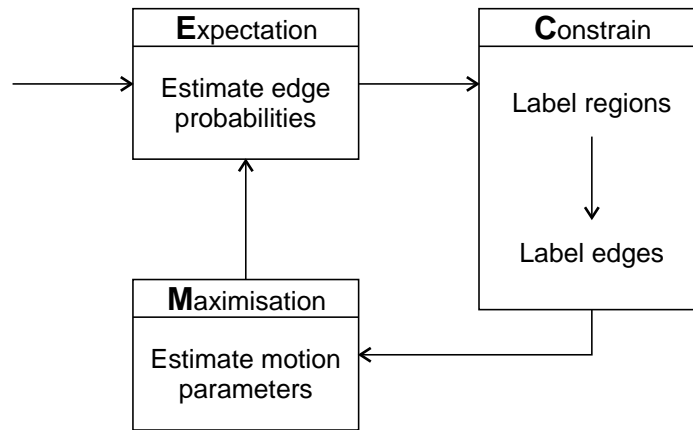 Expectation
Estimate edge
probabilities
Constrain
Label regions
Label edges
Maximisation
Estimate motion
parameters